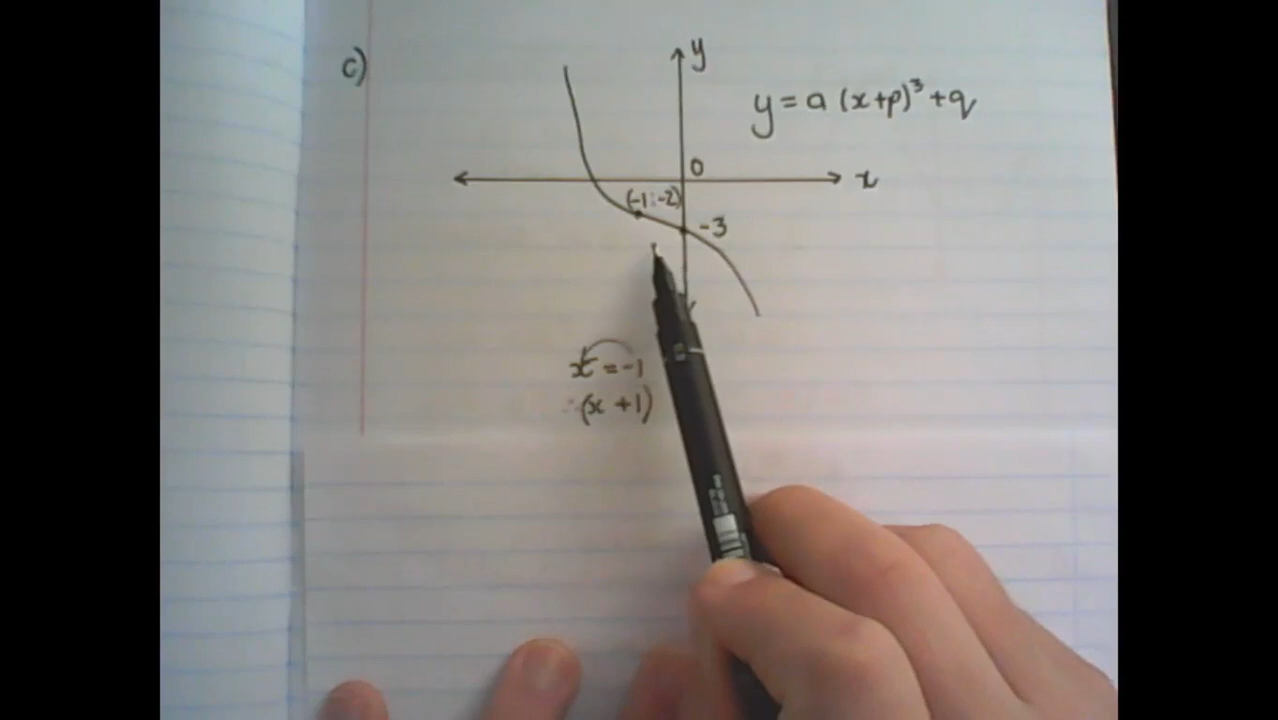 c)
y
y = a (x+p)³ + q
0
x
(-1;-2)
-3
x = -1
∴(x + 1)